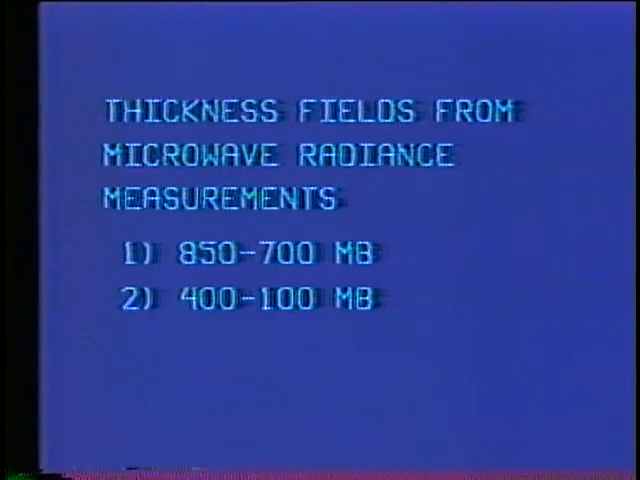 THICKNESS FIELDS FROM
MICROWAVE RADIANCE
MEASUREMENTS
1) 850-700 MB
2) 400-100 MB